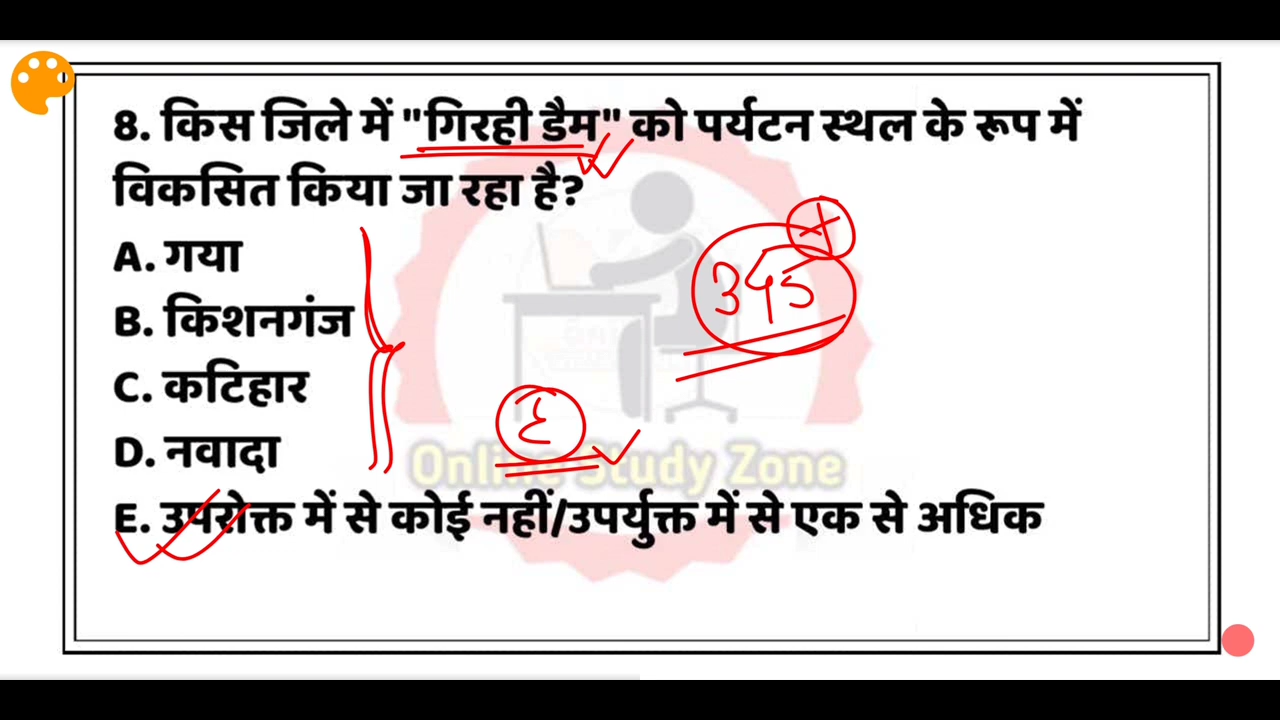 8. किस जिले में "गिरही डैम" को पर्यटन स्थल के रूप में
विकसित किया जा रहा है?
A. गया
B. किशनगंज
345
C. कटिहार
ε
D. नवादा
Online Study Zone
E. उपरोक्त में से कोई नहीं/उपर्युक्त में से एक से अधिक